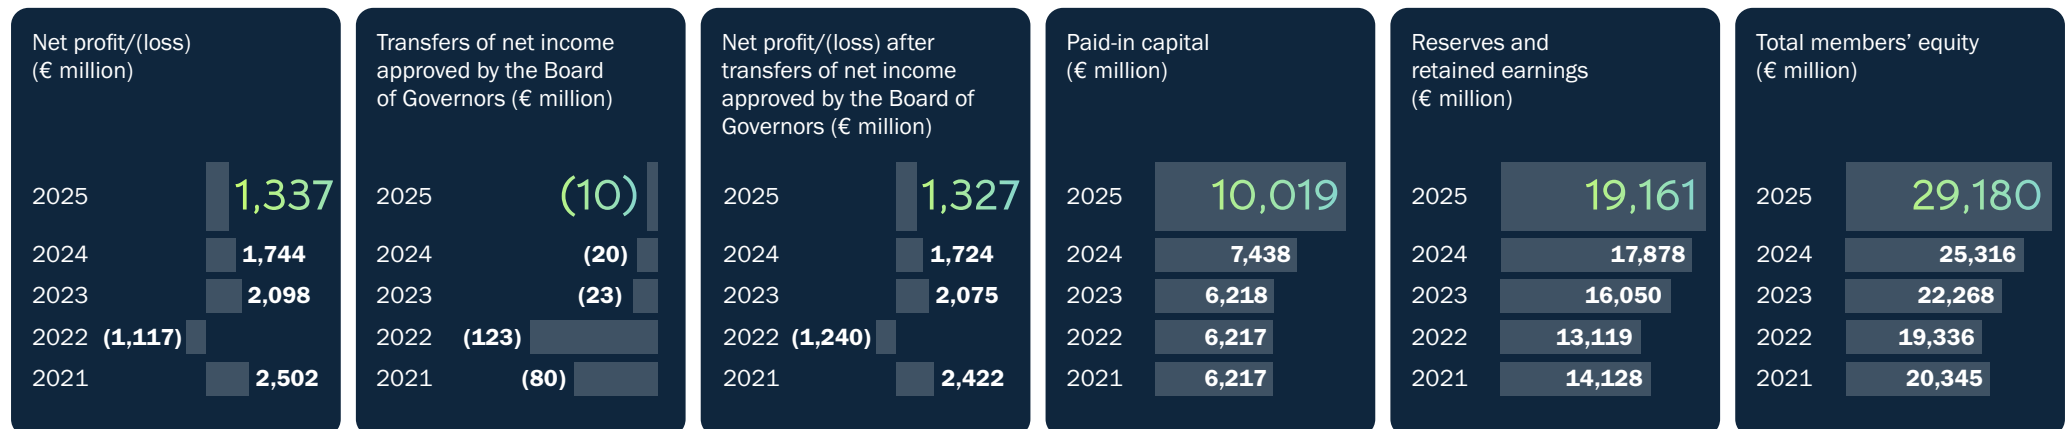 Net profit/(loss)
(€ million)
2025 1,337
2024 1,744
2023 2,098
2022 (1,117)
2021 2,502
Transfers of net income
approved by the Board
of Governors (€ million)
2025 (10)
2024 (20)
2023 (23)
2022 (123)
2021 (80)
Net profit/(loss) after
transfers of net income
approved by the Board of
Governors (€ million)
2025 1,327
2024 1,724
2023 2,075
2022 (1,240)
2021 2,422
Paid-in capital
(€ million)
2025 10,019
2024 7,438
2023 6,218
2022 6,217
2021 6,217
Reserves and
retained earnings
(€ million)
2025 19,161
2024 17,878
2023 16,050
2022 13,119
2021 14,128
Total members’ equity
(€ million)
2025 29,180
2024 25,316
2023 22,268
2022 19,336
2021 20,345